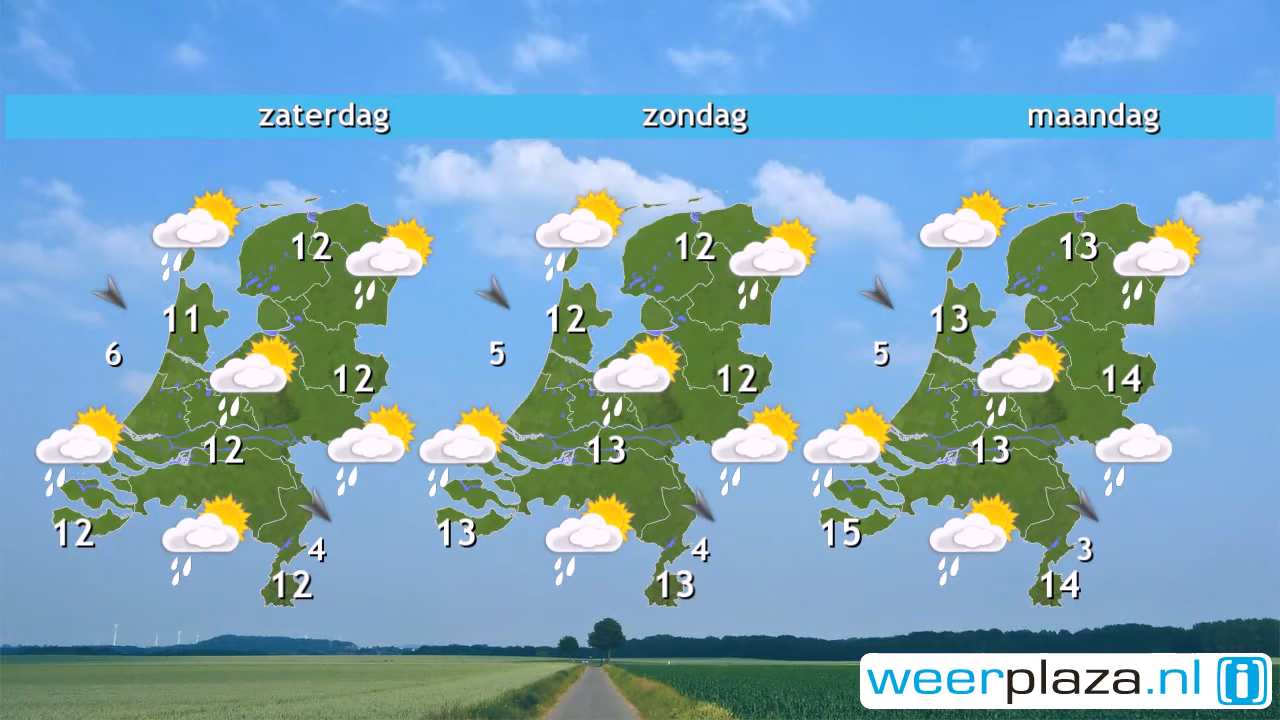 zaterdag zondag maandag
12 12 13
11 12 13
6 5 5
12 12 14
12 13 13
12 13 15
4 4 3
12 13 14
weerplaza.nl